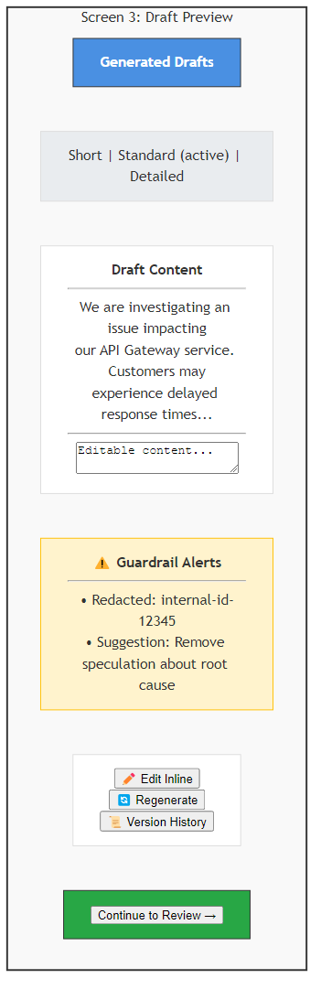 Screen 3: Draft Preview
Generated Drafts
Short | Standard (active) |
Detailed
Draft Content
We are investigating an
issue impacting
our API Gateway service.
Customers may
experience delayed
response times...
Editable content...
⚠️ Guardrail Alerts
• Redacted: internal-id-
12345
• Suggestion: Remove
speculation about root
cause
✏️ Edit Inline
🔄 Regenerate
📜 Version History
Continue to Review →